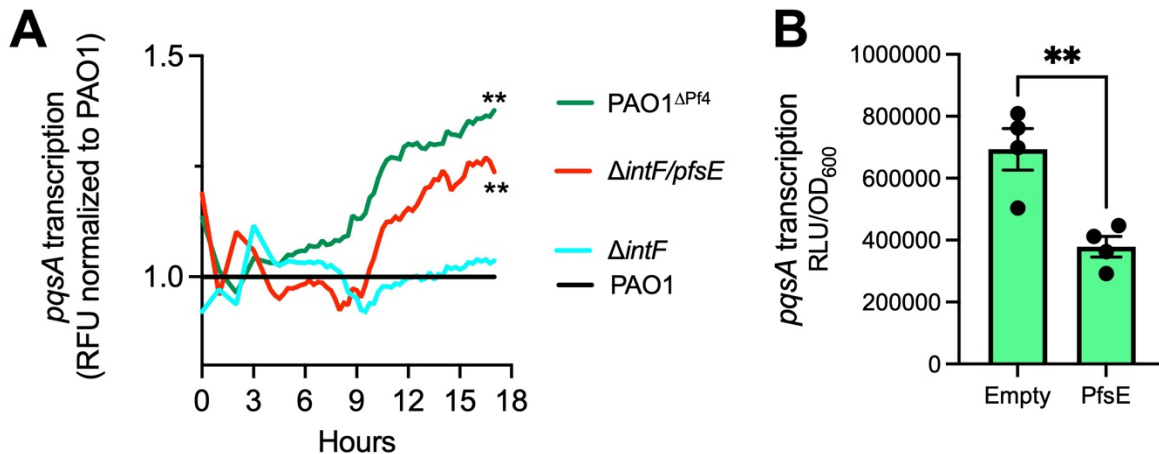 A
pqsA transcription
(RFU normalized to PAO1)
1.5
1.0
0 3 6 9 12 15 18
Hours
**
**
PAO1ΔPf4
ΔintF/pfsE
ΔintF
PAO1
B
pqsA transcription
RLU/OD600
1000000
800000
600000
400000
200000
0
**
Empty PfsE